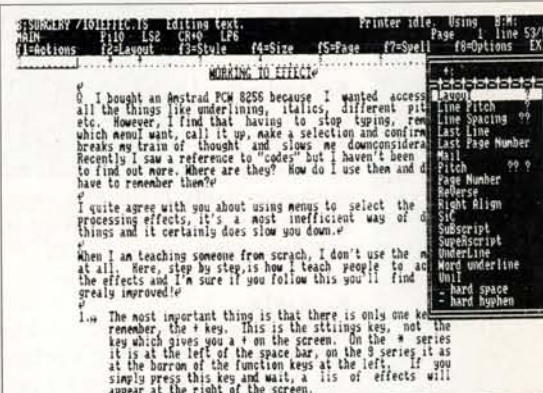 B:SURGERY /101EFFEC.TS Editing text. Printer idle. Using B:M:
MAIN Pi10 LS2 CR+0 LP6 Page 1 line 53/
f1=Actions f2=Layout f3=Style f4=Size f5=Page f7=Spell f8=Options EX
WORKING TO EFFECT
Q I bought an Amstrad PCW 8256 because I wanted access
all the things like underlining, italics, different pit
etc. However, I find that having to stop typing, rem
which menuI want, call it up, make a selection and confirm
breaks my train of thought and slows me downconsidera
Recently I saw a reference to "codes" but I haven't been
to find out more. Where are they? How do I use them and d
have to remember them?
I quite agree with you about using menus to select the
processing effects, it's a most inefficient way of d
things and it certainly does slow you down.
When I am teaching someone from scrach, I don't use the m
at all. Here, step by step,is how I teach people to ac
the effects and I'm sure if you follow this you'll find
grealy improved!
1. The most important thing is that there is only one ke
remember, the + key. This is the sttiings key, not the
key which gives you a + on the screen. On the * series
it is at the left of the space bar, on the 9 series it as
at the borrom of the function keys at the left. If you
simply press this key and wait, a lis of effects will
appear at the right of the screen.
+:
Layout ?
Line Pitch ?
Line Spacing ??
Last Line
Last Page Number
Mail
Pitch ?? ?
Page Number
ReVerse
Right Align
SiC
SuBscript
SupeRscript
UnderLine
Word underline
UniT
- hard space
- hard hyphen